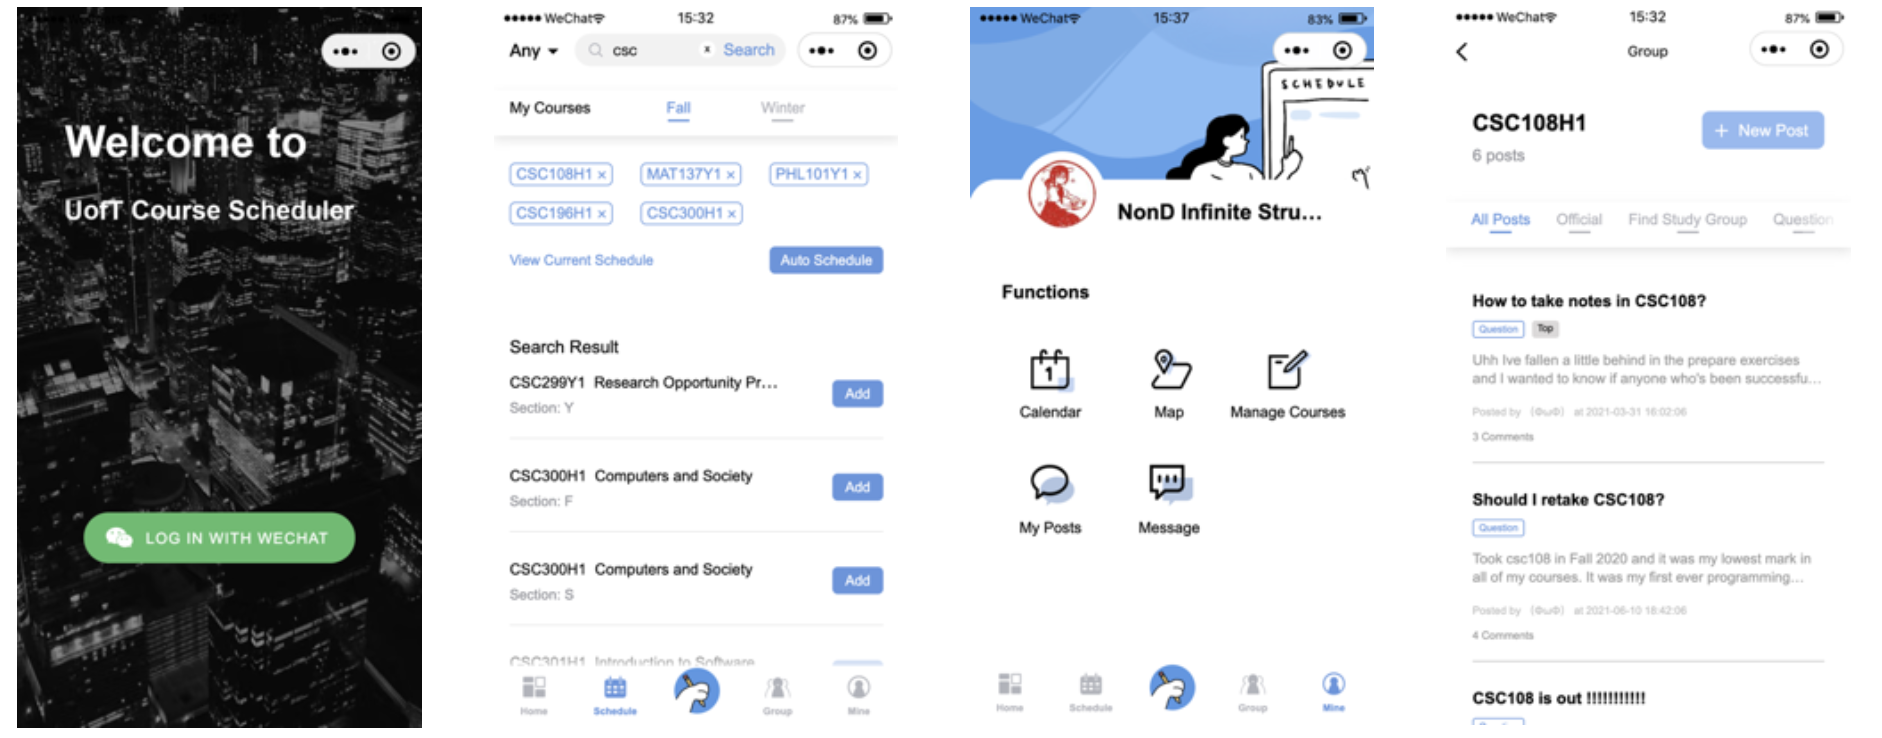 Welcome to
UofT Course Scheduler
LOG IN WITH WECHAT
WeChat 15:32 87%
Any csc x Search
My Courses Fall Winter
CSC108H1 × MAT137Y1 × PHL101Y1 ×
CSC196H1 × CSC300H1 ×
View Current Schedule Auto Schedule
Search Result
CSC299Y1 Research Opportunity Pr...
Section: Y
Add
CSC300H1 Computers and Society
Section: F
Add
CSC300H1 Computers and Society
Section: S
Add
CSC301H1 Introduction to Software
Home Schedule Group Mine
WeChat 15:37 83%
SCHEDULE
NonD Infinite Stru...
Functions
1
Calendar Map Manage Courses
My Posts Message
Home Schedule Group Mine
WeChat 15:32 87%
Group
CSC108H1
+ New Post
6 posts
All Posts Official Find Study Group Question
How to take notes in CSC108?
Question Top
Uhh Ive fallen a little behind in the prepare exercises
and I wanted to know if anyone who's been successfu...
Posted by (ΦωΦ) at 2021-03-31 16:02:06
3 Comments
Should I retake CSC108?
Question
Took csc108 in Fall 2020 and it was my lowest mark in
all of my courses. It was my first ever programming...
Posted by (ΦωΦ) at 2021-06-10 18:42:06
4 Comments
CSC108 is out !!!!!!!!!!!